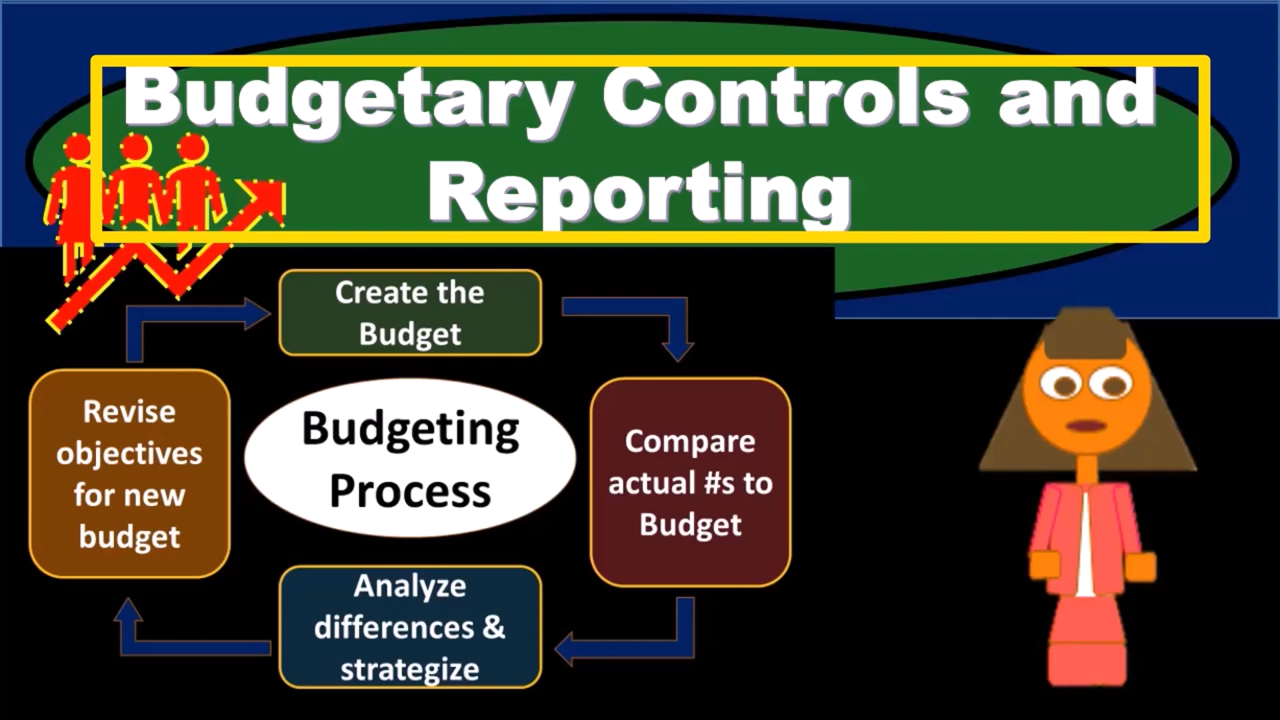 Budgetary Controls and
Reporting
Create the
Budget
Compare
actual #s to
Budget
Analyze
differences &
strategize
Revise
objectives
for new
budget
Budgeting
Process